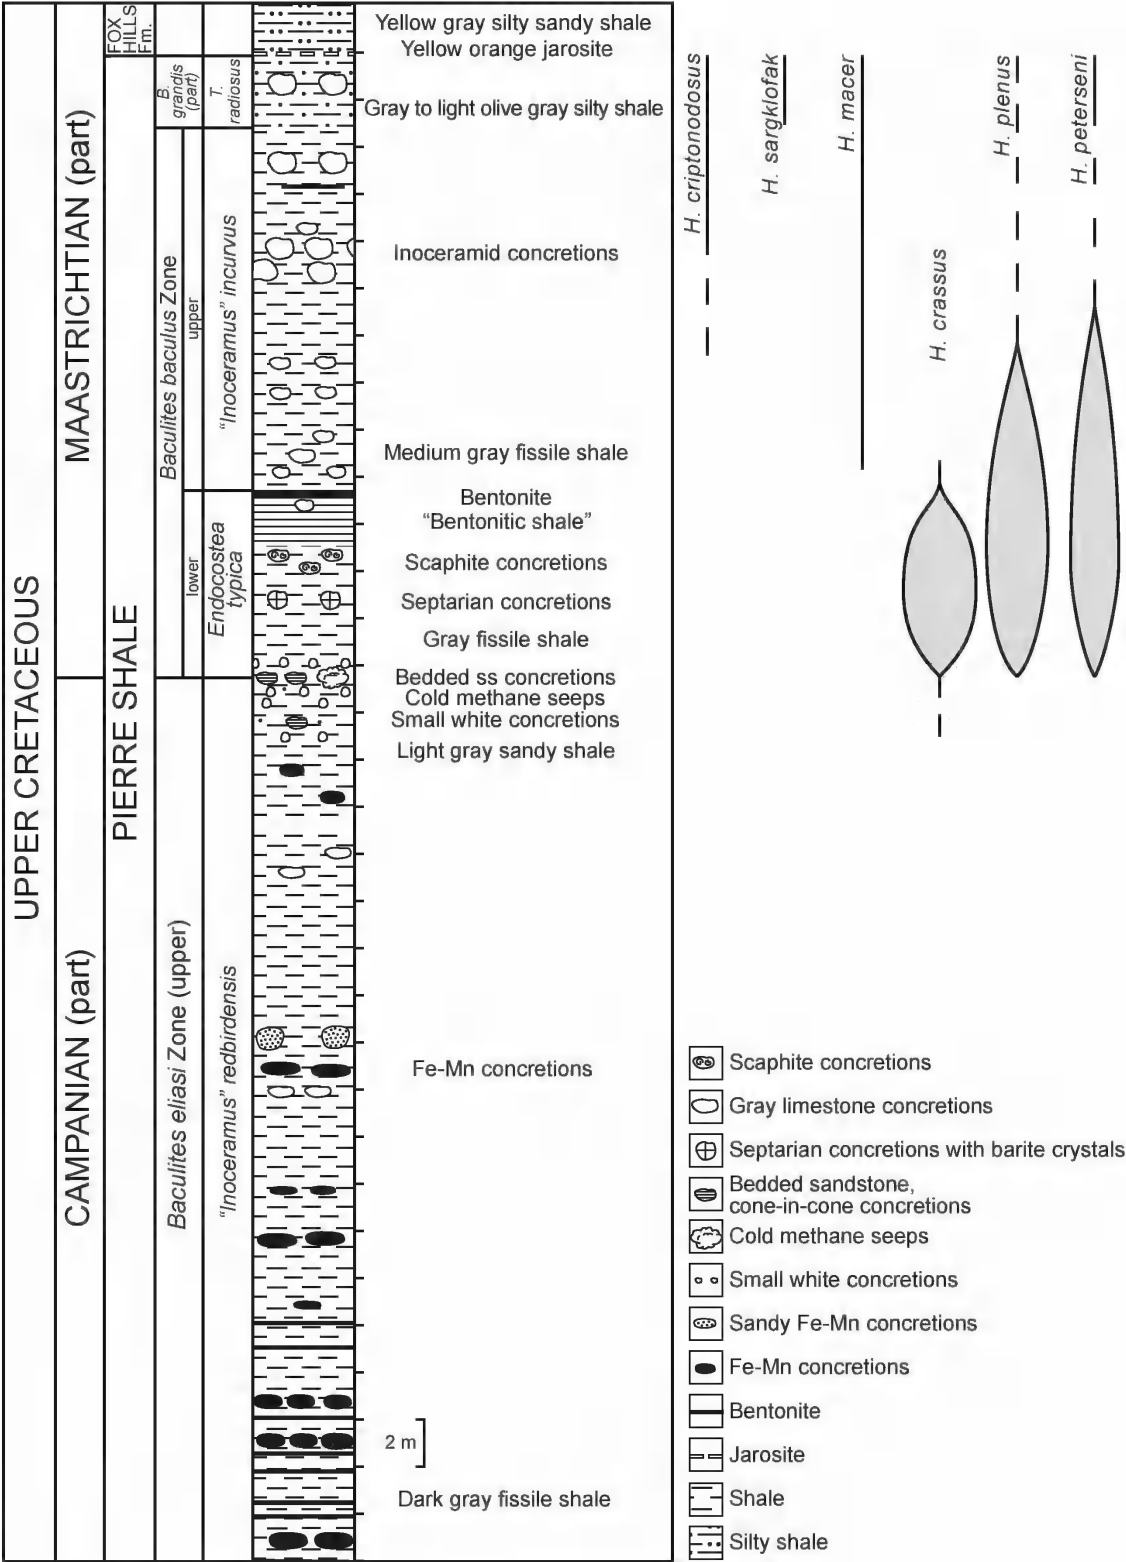 UPPER CRETACEOUS
MAASTRICHTIAN (part)
CAMPANIAN (part)
FOX
HILLS
Fm.
PIERRE SHALE
B.
grandis
(part)
Baculites baculus Zone
upper
lower
Baculites eliasi Zone (upper)
T.
radiosus
"Inoceramus" incurvus
Endocostea
typica
"Inoceramus" redbirdensis
Yellow gray silty sandy shale
Yellow orange jarosite
Gray to light olive gray silty shale
Inoceramid concretions
Medium gray fissile shale
Bentonite
"Bentonitic shale"
Scaphite concretions
Septarian concretions
Gray fissile shale
Bedded ss concretions
Cold methane seeps
Small white concretions
Light gray sandy shale
Fe-Mn concretions
2 m
Dark gray fissile shale
H. criptonodosus
H. sargklofak
H. macer
H. crassus
H. plenus
H. peterseni
Scaphite concretions
Gray limestone concretions
Septarian concretions with barite crystals
Bedded sandstone,
cone-in-cone concretions
Cold methane seeps
Small white concretions
Sandy Fe-Mn concretions
Fe-Mn concretions
Bentonite
Jarosite
Shale
Silty shale